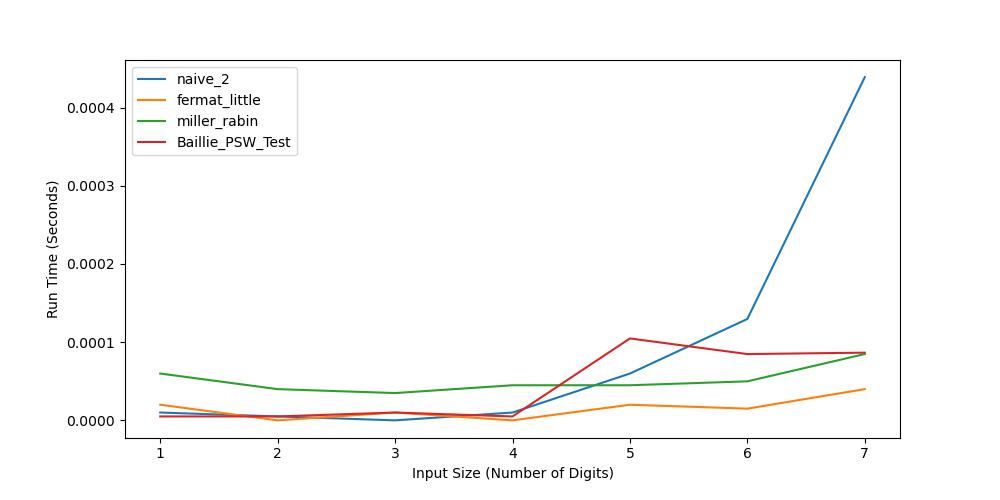 naive_2
fermat_little
miller_rabin
Baillie_PSW_Test
0.0004
0.0003
0.0002
0.0001
0.0000
Run Time (Seconds)
1 2 3 4 5 6 7
Input Size (Number of Digits)